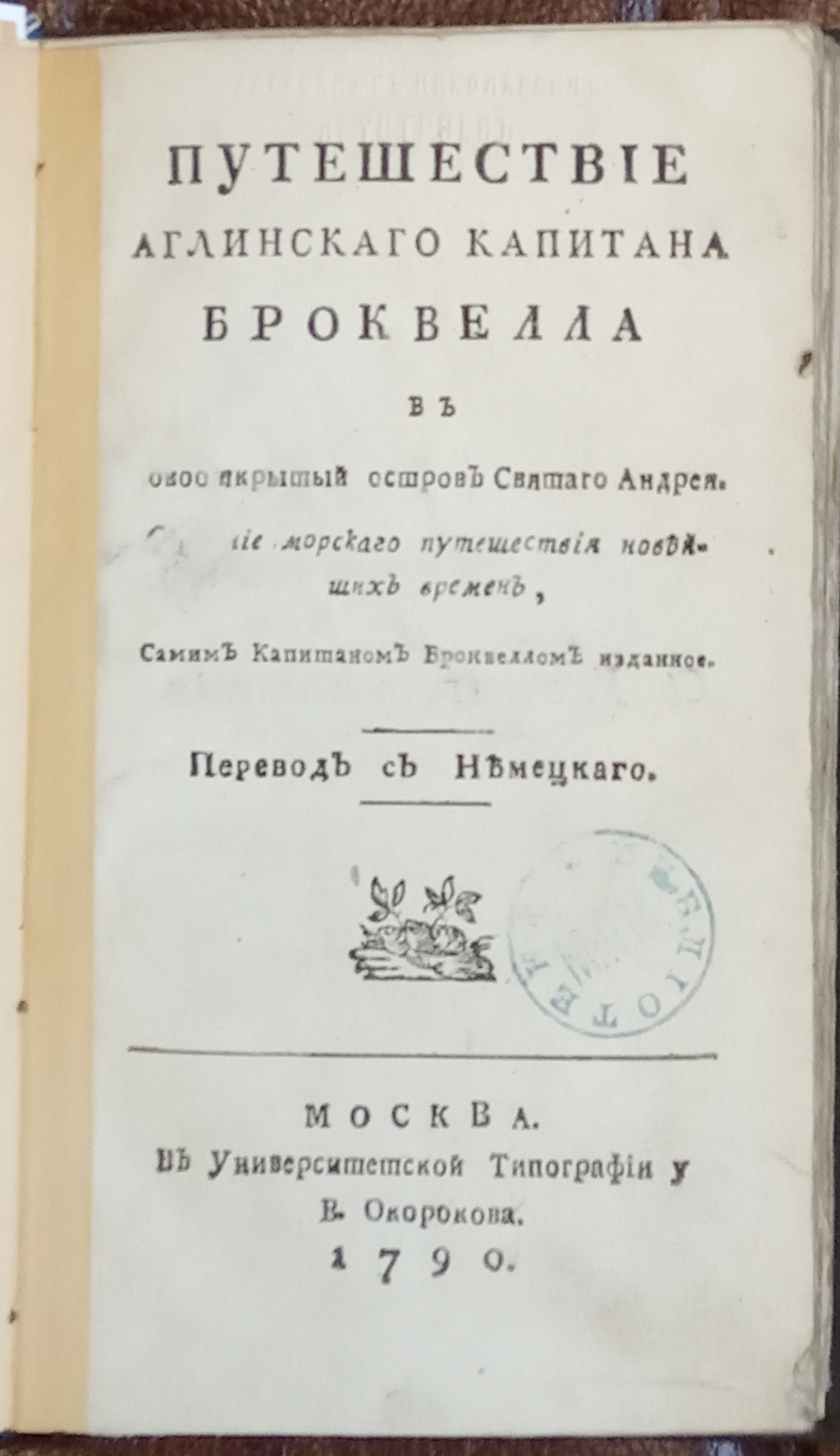 ПУТЕШЕСТВІЕ
АГЛИНСКАГО КАПИТАНА
БРОКВЕЛЛА
ВЪ
островъ Святаго Андрея.
морскаго путешествія новѣй-
шихъ временъ,
Самимъ Капитаномъ Броквелломъ изданное.
Переводъ съ Нѣмецкаго.
МОСКВА.
Въ Университетской Типографіи у
В. Окорокова.
1790.